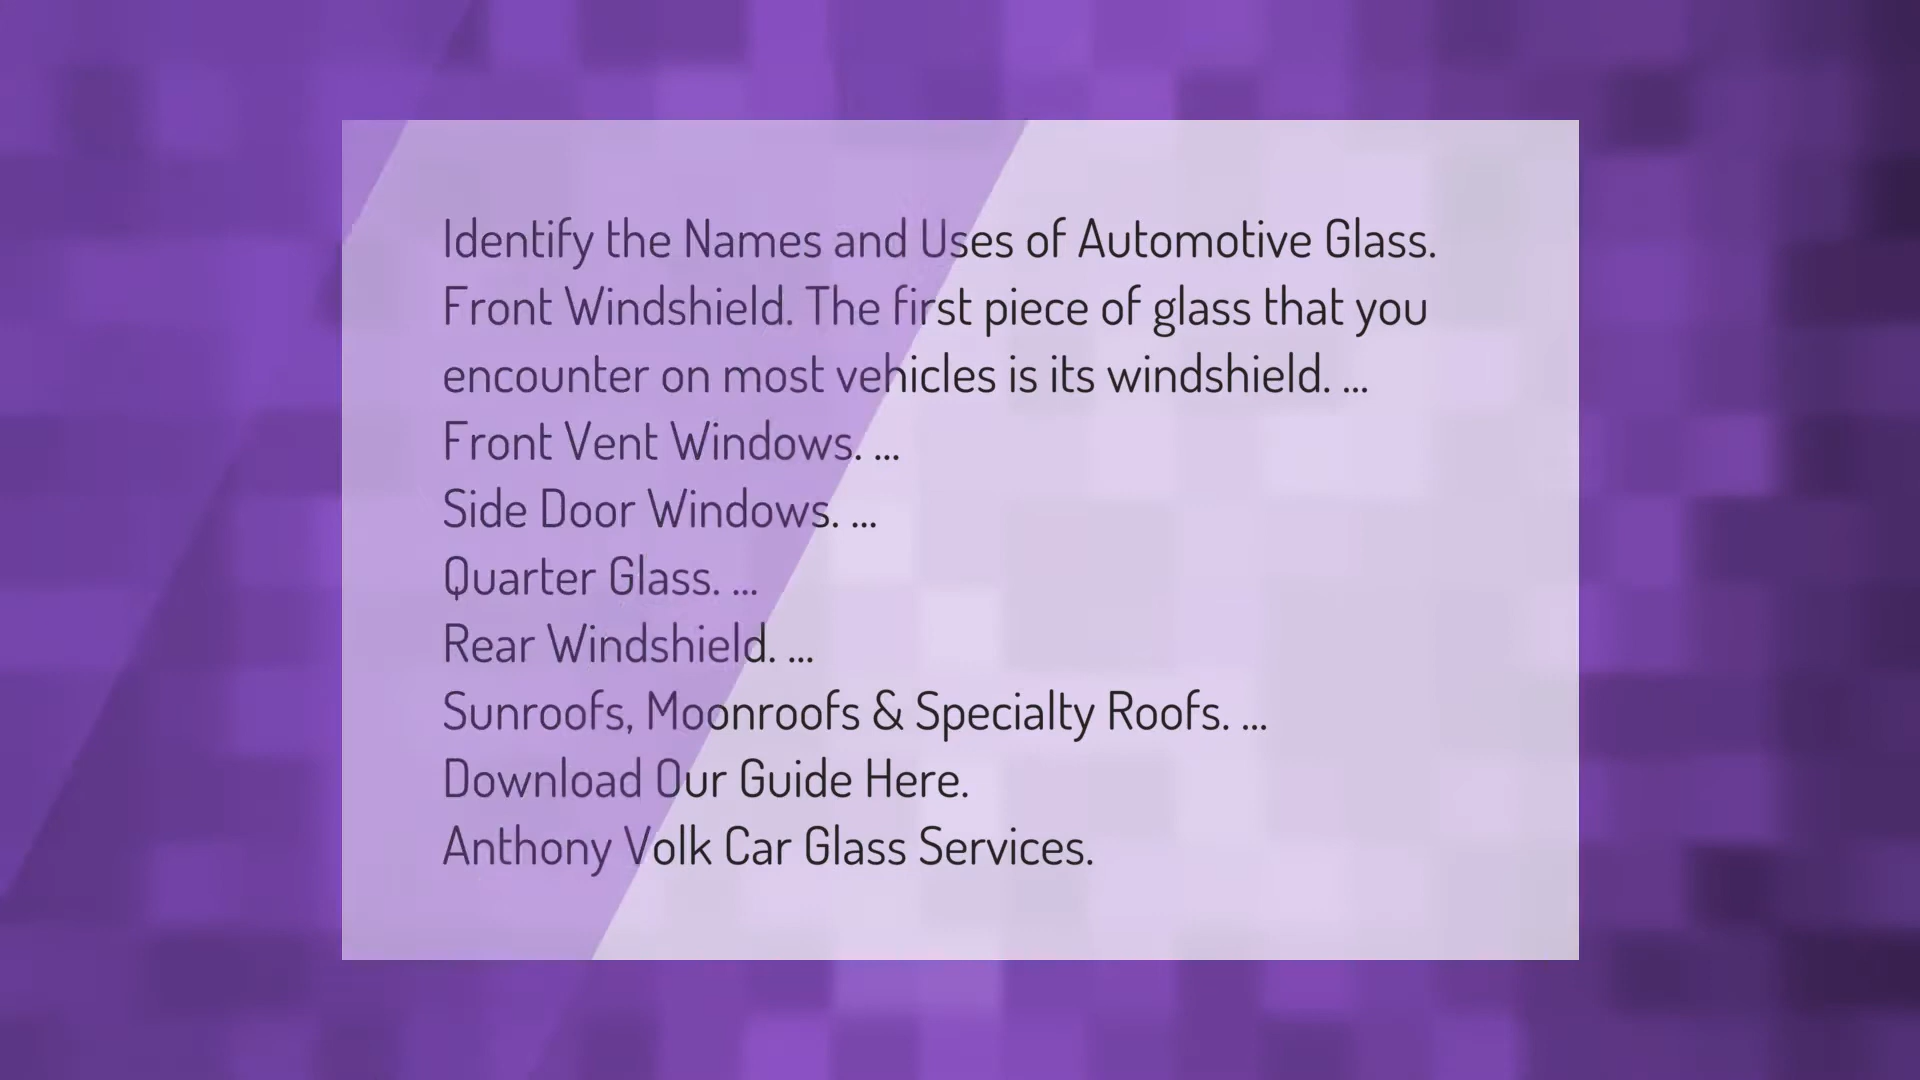 Identify the Names and Uses of Automotive Glass.
Front Windshield. The first piece of glass that you
encounter on most vehicles is its windshield. ...
Front Vent Windows. ...
Side Door Windows. ...
Quarter Glass. ...
Rear Windshield. ...
Sunroofs, Moonroofs & Specialty Roofs. ...
Download Our Guide Here.
Anthony Volk Car Glass Services.